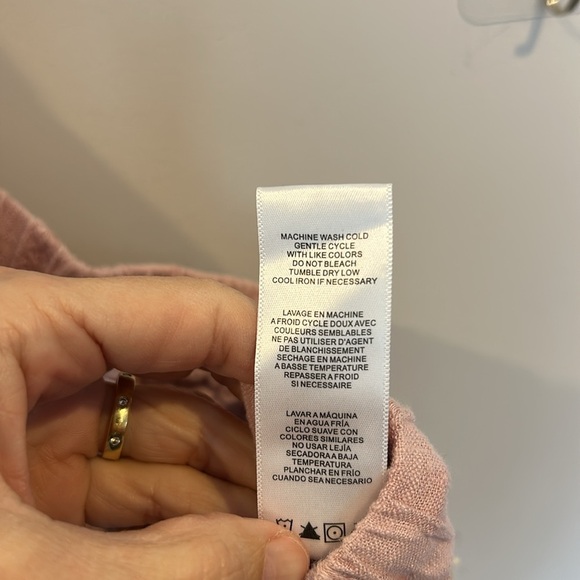 MACHINE WASH COLD
GENTLE CYCLE
WITH LIKE COLORS
DO NOT BLEACH
TUMBLE DRY LOW
COOL IRON IF NECESSARY
LAVAGE EN MACHINE
A FROID CYCLE DOUX AVEC
COULEURS SEMBLABLES
NE PAS UTILISER D'AGENT
DE BLANCHISSEMENT
SECHAGE EN MACHINE
A BASSE TEMPERATURE
REPASSER A FROID
SI NECESSAIRE
LAVAR A MÁQUINA
EN AGUA FRÍA
CICLO SUAVE CON
COLORES SIMILARES
NO USAR LEJÍA
SECADORA A BAJA
TEMPERATURA
PLANCHAR EN FRÍO
CUANDO SEA NECESARIO